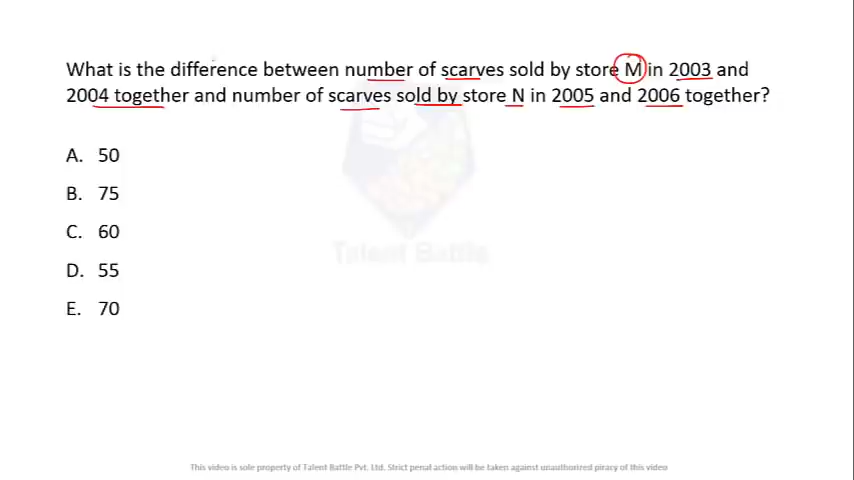 What is the difference between number of scarves sold by store M in 2003 and
2004 together and number of scarves sold by store N in 2005 and 2006 together?
A. 50
B. 75
C. 60
D. 55
E. 70
Talent Battle
This video is sole property of Talent Battle Pvt. Ltd. Strict penal action will be taken against unauthorized piracy of this video